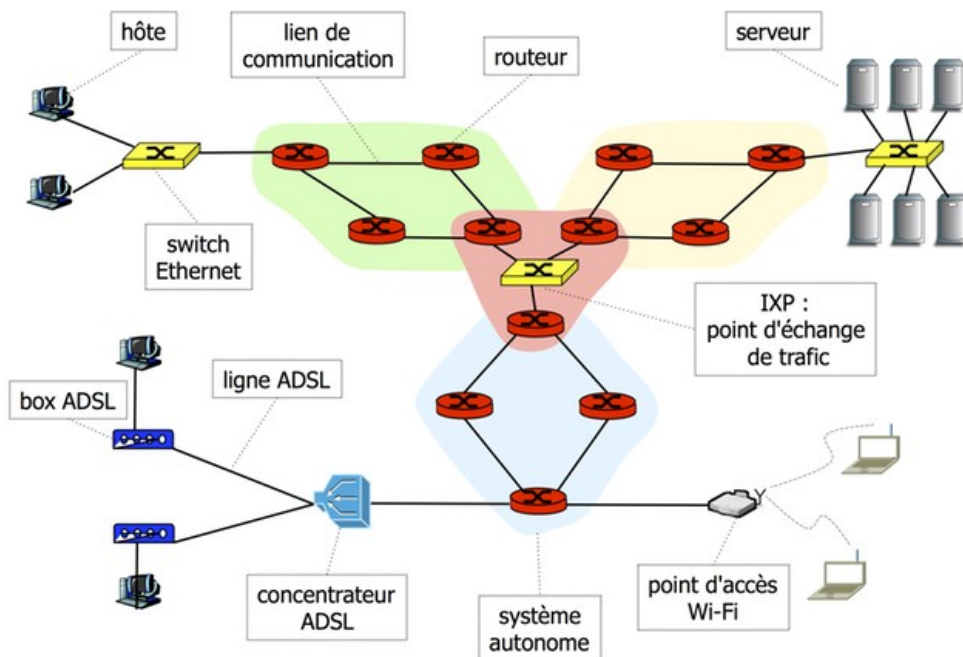 hôte
lien de
communication
routeur
serveur
switch
Ethernet
IXP :
point d'échange
de trafic
ligne ADSL
box ADSL
concentrateur
ADSL
système
autonome
point d'accès
Wi-Fi